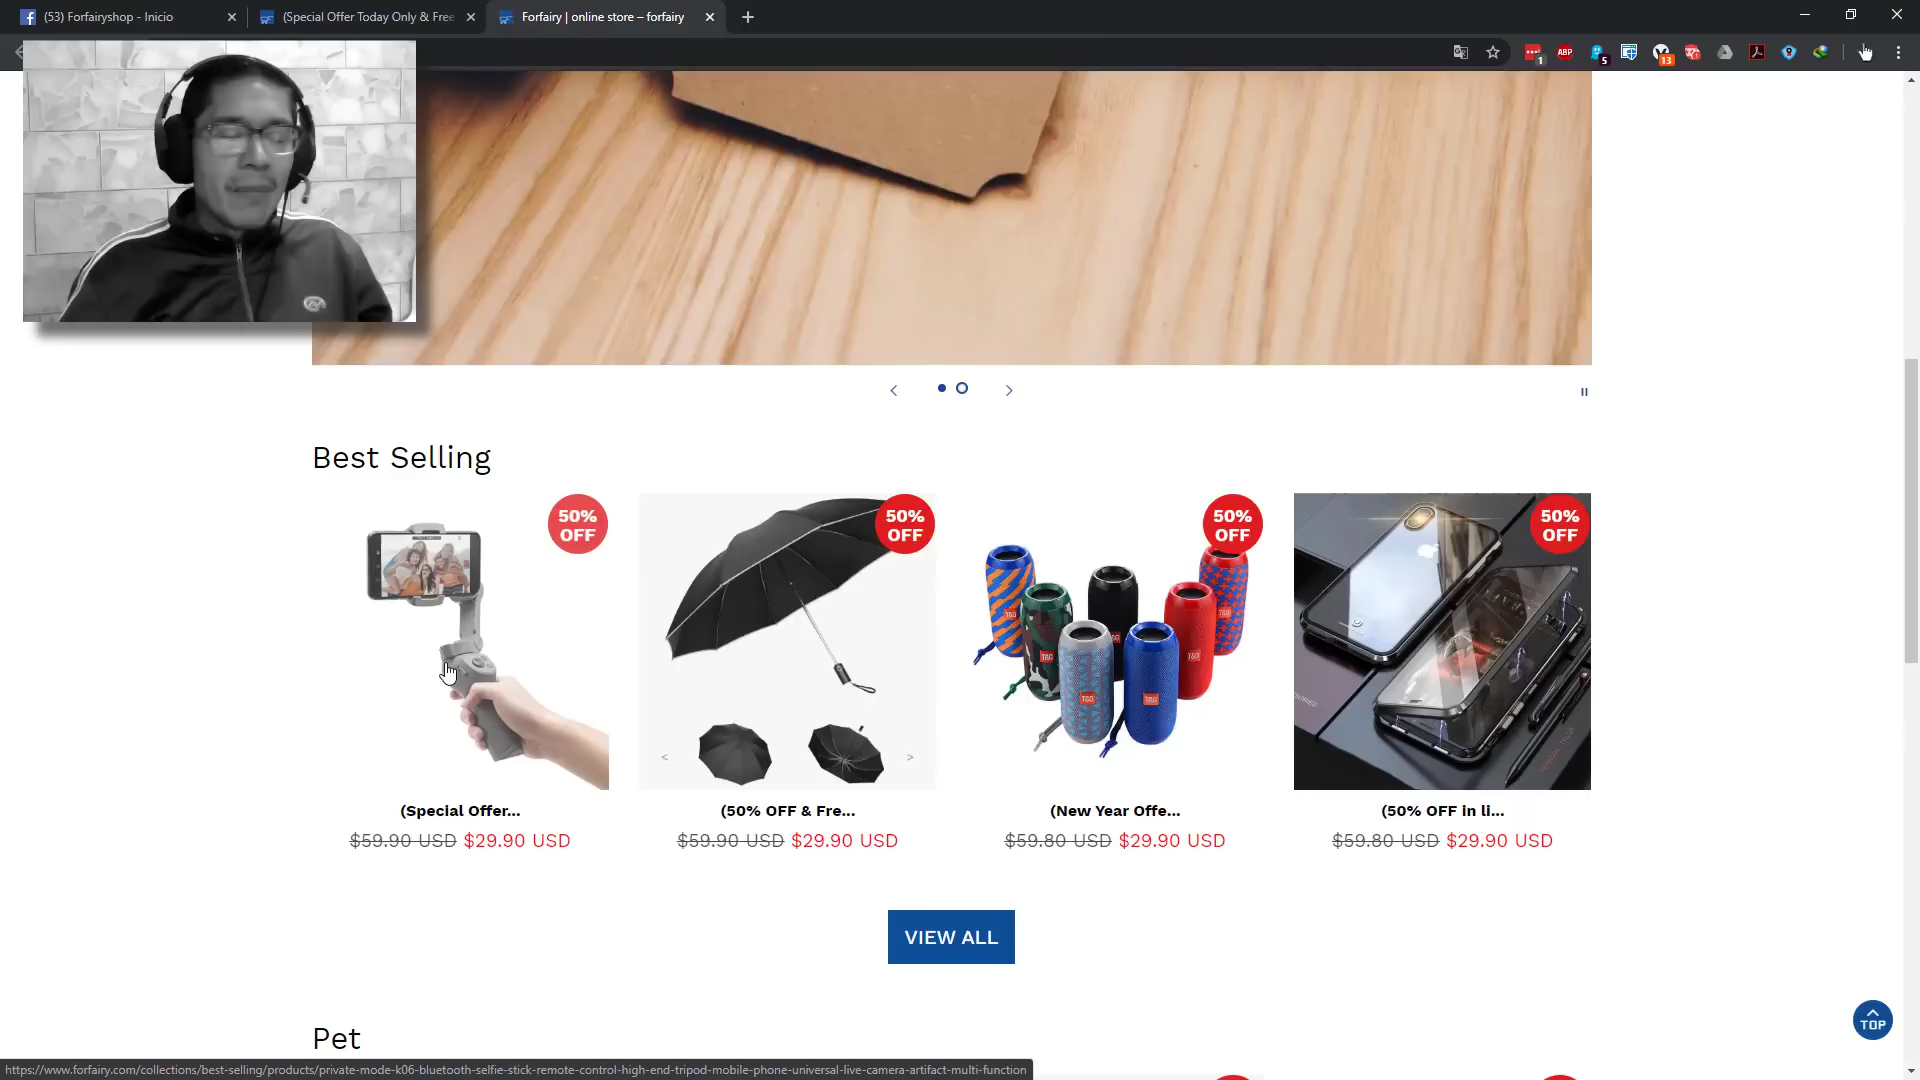 (53) Forfairyshop - Inicio
(Special Offer Today Only & Free
Forfairy | online store – forfairy
1
ABP
5
13
Best Selling
50%
OFF
50%
OFF
50%
OFF
50%
OFF
T&G
T&G
T&G
T&G
T&G
(Special Offer...
(50% OFF & Fre...
(New Year Offe...
(50% OFF in li...
$59.90 USD $29.90 USD
$59.90 USD $29.90 USD
$59.80 USD $29.90 USD
$59.80 USD $29.90 USD
VIEW ALL
Pet
TOP
https://www.forfairy.com/collections/best-selling/products/private-mode-k06-bluetooth-selfie-stick-remote-control-high-end-tripod-mobile-phone-universal-live-camera-artifact-multi-function